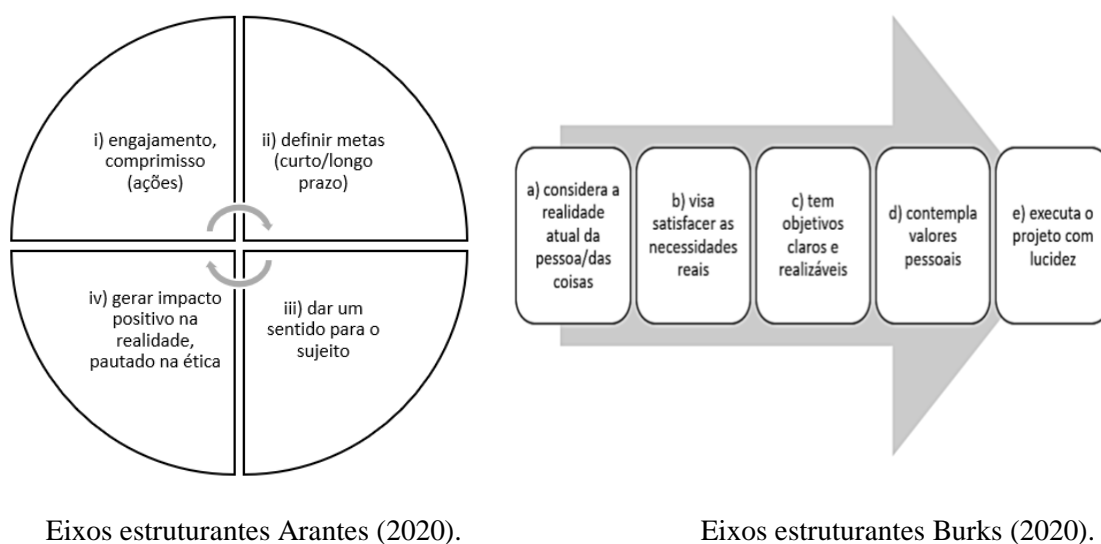 i) engajamento,
comprimisso
(ações)
ii) definir metas
(curto/longo
prazo)
iv) gerar impacto
positivo na
realidade,
pautado na ética
iii) dar um
sentido para o
sujeito
a) considera a
realidade
atual da
pessoa/das
coisas
b) visa
satisfacer as
necessidades
reais
c) tem
objetivos
claros e
realizáveis
d) contempla
valores
pessoais
e) executa o
projeto com
lucidez
Eixos estruturantes Arantes (2020).
Eixos estruturantes Burks (2020).